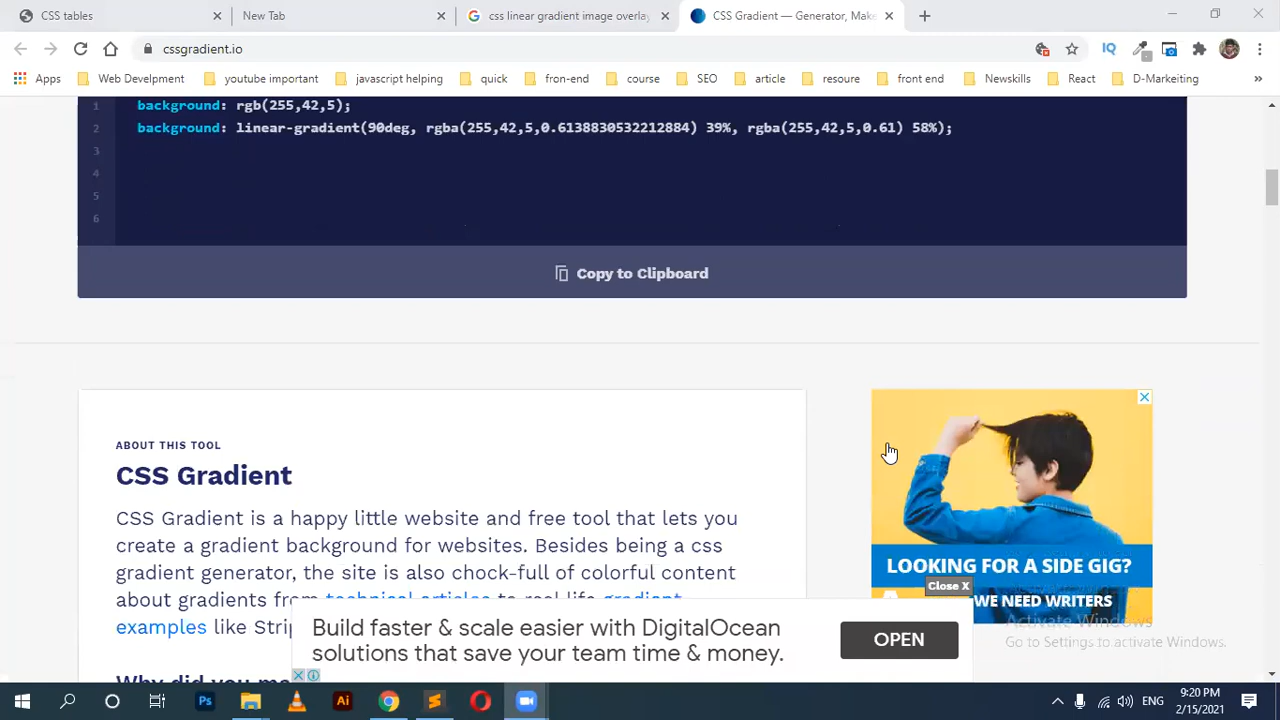 CSS tables
New Tab
css linear gradient image overlay
CSS Gradient — Generator, Make
cssgradient.io
IQ
Apps
Web Develpment
youtube important
javascript helping
quick
fron-end
course
SEO
article
resoure
front end
Newskills
React
D-Markeiting
»
1 background: rgb(255,42,5);
2 background: linear-gradient(90deg, rgba(255,42,5,0.6138830532212884) 39%, rgba(255,42,5,0.61) 58%);
3
4
5
6
Copy to Clipboard
ABOUT THIS TOOL
CSS Gradient
CSS Gradient is a happy little website and free tool that lets you
create a gradient background for websites. Besides being a css
gradient generator, the site is also chock-full of colorful content
about gradients from technical articles to real life gradient
examples like Strip
Why did you ma
LOOKING FOR A SIDE GIG?
WE NEED WRITERS
Close X
Build faster & scale easier with DigitalOcean
solutions that save your team time & money.
OPEN
Activate Windows
Go to Settings to activate Windows.
Ps
Ai
ENG
9:20 PM
2/15/2021